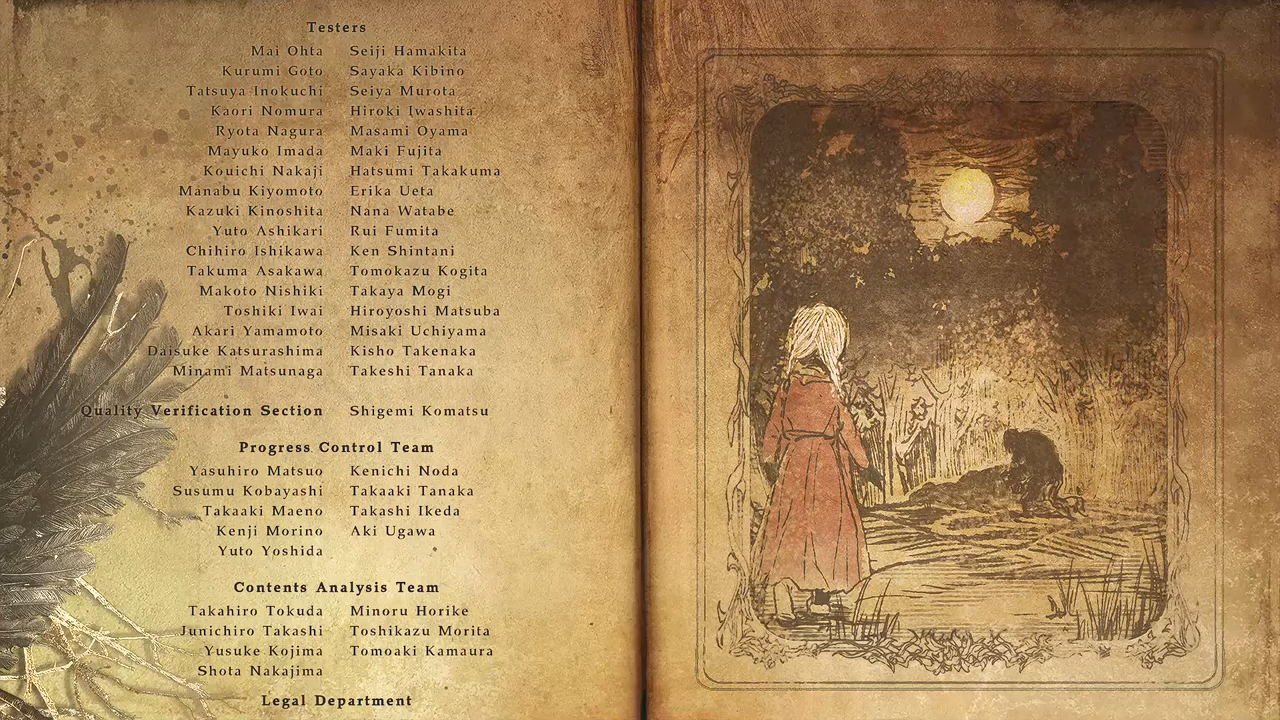 Testers
Mai Ohta Seiji Hamakita
Kurumi Goto Sayaka Kibino
Tatsuya Inokuchi Seiya Murota
Kaori Nomura Hiroki Iwashita
Ryota Nagura Masami Oyama
Mayuko Imada Maki Fujita
Kouichi Nakaji Hatsumi Takakuma
Manabu Kiyomoto Erika Ueta
Kazuki Kinoshita Nana Watabe
Yuto Ashikari Rui Fumita
Chihiro Ishikawa Ken Shintani
Takuma Asakawa Tomokazu Kogita
Makoto Nishiki Takaya Mogi
Toshiki Iwai Hiroyoshi Matsuba
Akari Yamamoto Misaki Uchiyama
Daisuke Katsurashima Kisho Takenaka
Minami Matsunaga Takeshi Tanaka
Quality Verification Section Shigemi Komatsu
Progress Control Team
Yasuhiro Matsuo Kenichi Noda
Susumu Kobayashi Takaaki Tanaka
Takaaki Maeno Takashi Ikeda
Kenji Morino Aki Ugawa
Yuto Yoshida
Contents Analysis Team
Takahiro Tokuda Minoru Horike
Junichiro Takashi Toshikazu Morita
Yusuke Kojima Tomoaki Kamaura
Shota Nakajima
Legal Department